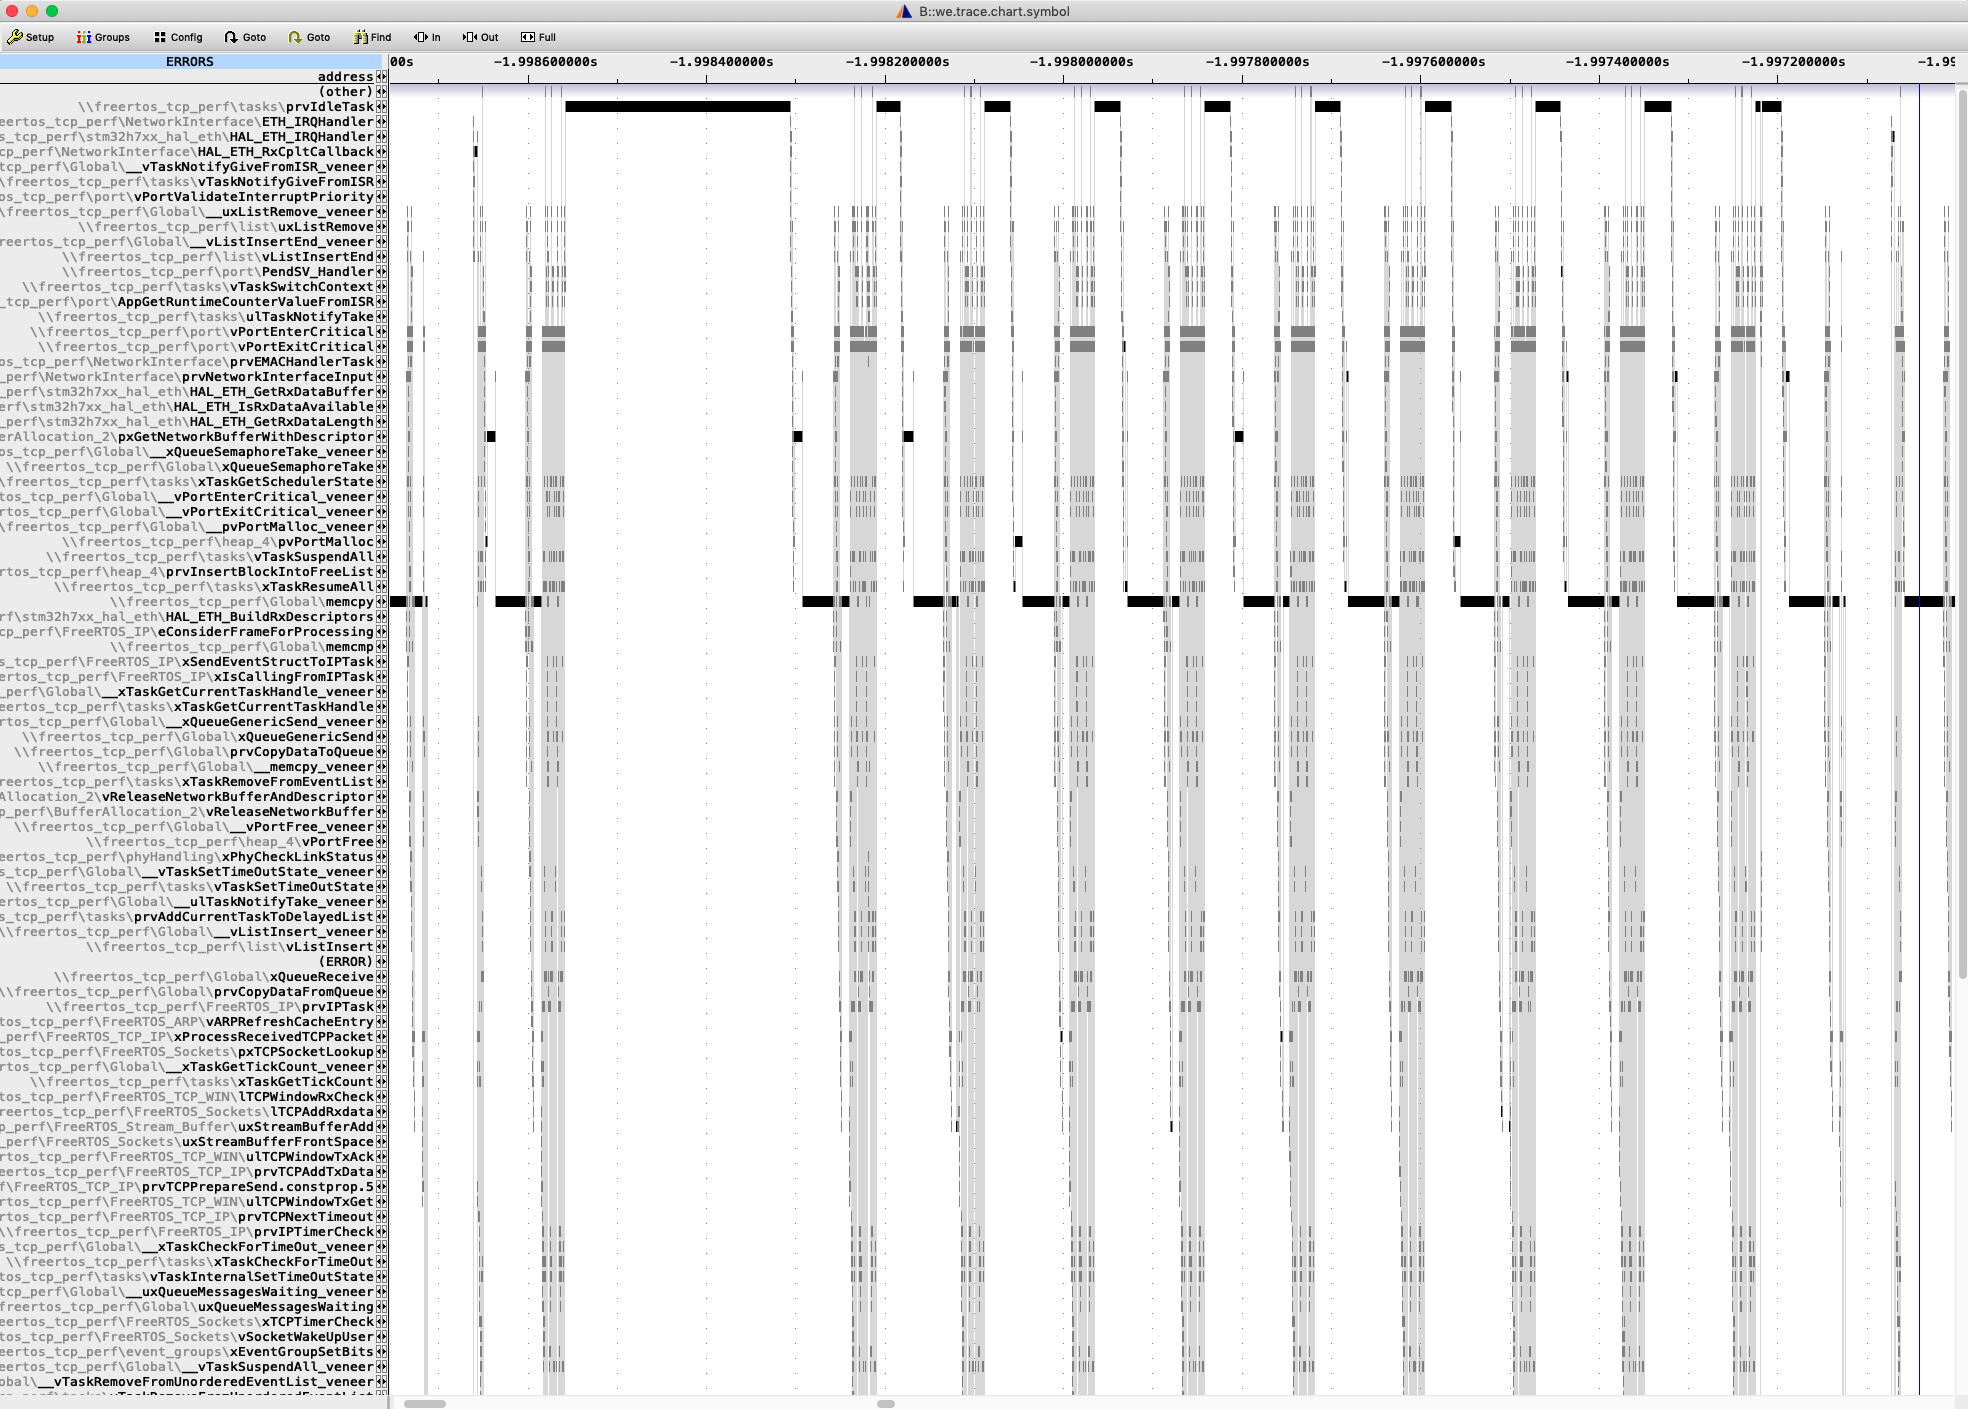 B::we.trace.chart.symbol
Setup Groups Config Goto Goto Find In Out Full
ERRORS 00s -1.998600000s -1.998400000s -1.998200000s -1.998000000s -1.997800000s -1.997600000s -1.997400000s -1.997200000s -1.99
address
(other)
\\freertos_tcp_perf\tasks\prvIdleTask
eertos_tcp_perf\NetworkInterface\ETH_IRQHandler
s_tcp_perf\stm32h7xx_hal_eth\HAL_ETH_IRQHandler
cp_perf\NetworkInterface\HAL_ETH_RxCpltCallback
tcp_perf\Global\__vTaskNotifyGiveFromISR_veneer
\freertos_tcp_perf\tasks\vTaskNotifyGiveFromISR
os_tcp_perf\port\vPortValidateInterruptPriority
\freertos_tcp_perf\Global\__uxListRemove_veneer
\\freertos_tcp_perf\list\uxListRemove
reertos_tcp_perf\Global\__vListInsertEnd_veneer
\\freertos_tcp_perf\list\vListInsertEnd
\\freertos_tcp_perf\port\PendSV_Handler
\\freertos_tcp_perf\tasks\vTaskSwitchContext
_tcp_perf\port\AppGetRuntimeCounterValueFromISR
\\freertos_tcp_perf\tasks\ulTaskNotifyTake
\\freertos_tcp_perf\port\vPortEnterCritical
\\freertos_tcp_perf\port\vPortExitCritical
os_tcp_perf\NetworkInterface\prvEMACHandlerTask
_perf\NetworkInterface\prvNetworkInterfaceInput
_perf\stm32h7xx_hal_eth\HAL_ETH_GetRxDataBuffer
erf\stm32h7xx_hal_eth\HAL_ETH_IsRxDataAvailable
_perf\stm32h7xx_hal_eth\HAL_ETH_GetRxDataLength
erAllocation_2\pxGetNetworkBufferWithDescriptor
os_tcp_perf\Global\__xQueueSemaphoreTake_veneer
\\freertos_tcp_perf\Global\xQueueSemaphoreTake
\freertos_tcp_perf\tasks\xTaskGetSchedulerState
tos_tcp_perf\Global\__vPortEnterCritical_veneer
rtos_tcp_perf\Global\__vPortExitCritical_veneer
\freertos_tcp_perf\Global\__pvPortMalloc_veneer
\\freertos_tcp_perf\heap_4\pvPortMalloc
\\freertos_tcp_perf\tasks\vTaskSuspendAll
rtos_tcp_perf\heap_4\prvInsertBlockIntoFreeList
\\freertos_tcp_perf\tasks\xTaskResumeAll
\\freertos_tcp_perf\Global\memcpy
rf\stm32h7xx_hal_eth\HAL_ETH_BuildRxDescriptors
cp_perf\FreeRTOS_IP\eConsiderFrameForProcessing
\\freertos_tcp_perf\Global\memcmp
s_tcp_perf\FreeRTOS_IP\xSendEventStructToIPTask
tcp_perf\FreeRTOS_IP\xIsCallingFromIPTask
_perf\Global\__xTaskGetCurrentTaskHandle_veneer
eertos_tcp_perf\tasks\xTaskGetCurrentTaskHandle
rtos_tcp_perf\Global\__xQueueGenericSend_veneer
\\freertos_tcp_perf\Global\xQueueGenericSend
\\freertos_tcp_perf\Global\prvCopyDataToQueue
\\freertos_tcp_perf\Global\__memcpy_veneer
reertos_tcp_perf\tasks\xTaskRemoveFromEventList
Allocation_2\vReleaseNetworkBufferAndDescriptor
p_perf\BufferAllocation_2\vReleaseNetworkBuffer
\\freertos_tcp_perf\Global\__vPortFree_veneer
\\freertos_tcp_perf\heap_4\vPortFree
eertos_tcp_perf\phyHandling\xPhyCheckLinkStatus
s_tcp_perf\Global\__vTaskSetTimeOutState_veneer
\\freertos_tcp_perf\tasks\vTaskSetTimeOutState
ertos_tcp_perf\Global\__ulTaskNotifyTake_veneer
s_tcp_perf\tasks\prvAddCurrentTaskToDelayedList
\\freertos_tcp_perf\Global\__vListInsert_veneer
\\freertos_tcp_perf\list\vListInsert
(ERROR)
\\freertos_tcp_perf\Global\xQueueReceive
\\freertos_tcp_perf\Global\prvCopyDataFromQueue
\\freertos_tcp_perf\FreeRTOS_IP\prvIPTask
tos_tcp_perf\FreeRTOS_ARP\vARPRefreshCacheEntry
_perf\FreeRTOS_TCP_IP\xProcessReceivedTCPPacket
tos_tcp_perf\FreeRTOS_Sockets\pxTCPSocketLookup
rtos_tcp_perf\Global\__xTaskGetTickCount_veneer
\\freertos_tcp_perf\tasks\xTaskGetTickCount
tos_tcp_perf\FreeRTOS_TCP_WIN\lTCPWindowRxCheck
reertos_tcp_perf\FreeRTOS_Sockets\lTCPAddRxdata
p_perf\FreeRTOS_Stream_Buffer\uxStreamBufferAdd
_perf\FreeRTOS_Sockets\uxStreamBufferFrontSpace
rtos_tcp_perf\FreeRTOS_TCP_WIN\ulTCPWindowTxAck
eertos_tcp_perf\FreeRTOS_TCP_IP\prvTCPAddTxData
f\FreeRTOS_TCP_IP\prvTCPPrepareSend.constprop.5
rtos_tcp_perf\FreeRTOS_TCP_WIN\ulTCPWindowTxGet
rtos_tcp_perf\FreeRTOS_TCP_IP\prvTCPNextTimeout
\\freertos_tcp_perf\FreeRTOS_IP\prvIPTimerCheck
s_tcp_perf\Global\__xTaskCheckForTimeOut_veneer
\\freertos_tcp_perf\tasks\xTaskCheckForTimeOut
tos_tcp_perf\tasks\vTaskInternalSetTimeOutState
tcp_perf\Global\__uxQueueMessagesWaiting_veneer
freertos_tcp_perf\Global\uxQueueMessagesWaiting
eertos_tcp_perf\FreeRTOS_Sockets\xTCPTimerCheck
tos_tcp_perf\FreeRTOS_Sockets\vSocketWakeUpUser
eertos_tcp_perf\event_groups\xEventGroupSetBits
eertos_tcp_perf\Global\__vTaskSuspendAll_veneer
obal\__vTaskRemoveFromUnorderedEventList_veneer